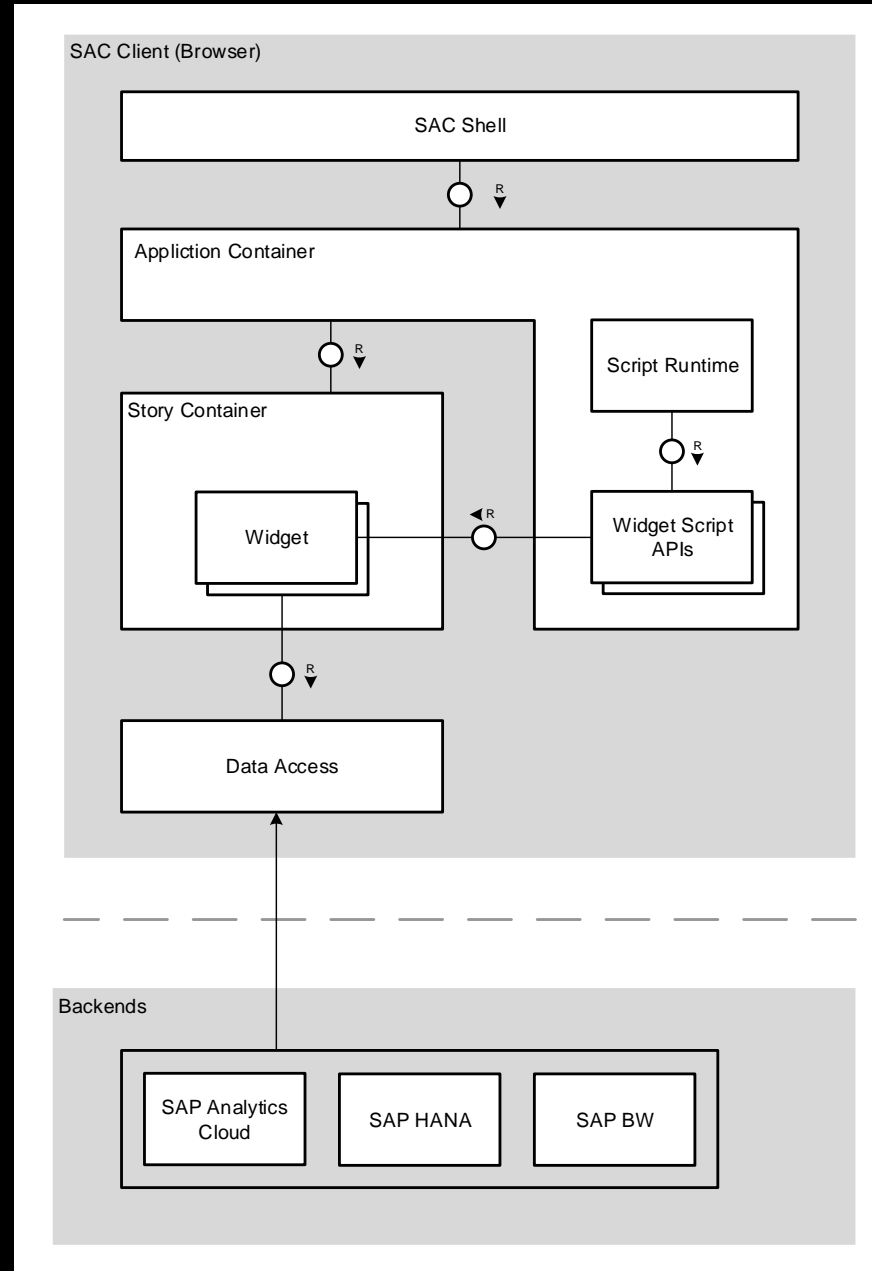 SAC Client (Browser)
SAC Shell
R
Appliction Container
R
Script Runtime
Story Container
R
R
Widget
Widget Script
APIs
R
Data Access
Backends
SAP Analytics
Cloud
SAP HANA
SAP BW